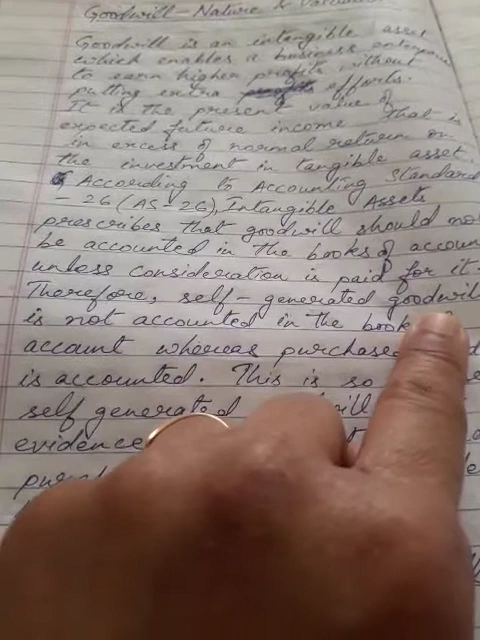 Goodwill - Nature &
Goodwill is an intangible asset
which enables a business
to earn higher profits without
putting extra efforts.
It is the present value of
expected future income that is
in excess of normal return on
the investment in tangible asset.
According to Accounting Standard
- 26 (AS-26), Intangible Assets
prescribes that goodwill should not
be accounted in the books of accoun
unless consideration is paid for it.
Therefore, self-generated goodwil
is not accounted in the book
account whereas purchase
is accounted. This is so
self generated
evidence